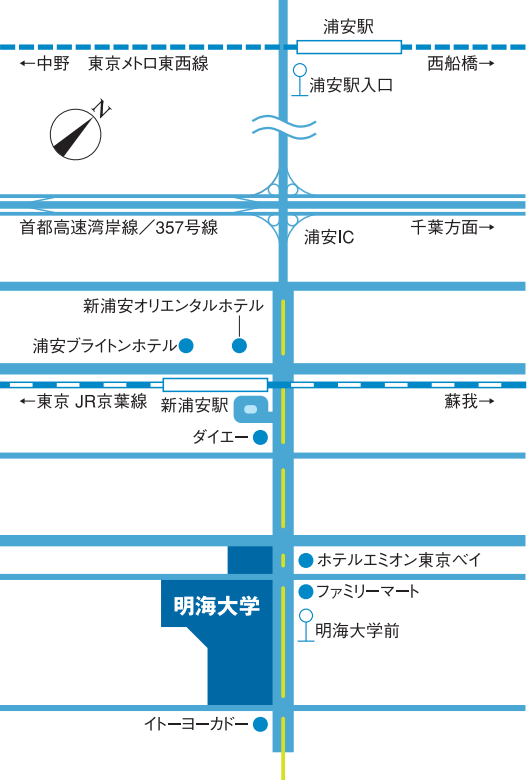 浦安駅
←中野 東京メトロ東西線
西船橋→
浦安駅入口
N
首都高速湾岸線／357号線
浦安IC
千葉方面→
新浦安オリエンタルホテル
浦安ブライトンホテル
←東京 JR京葉線
新浦安駅
蘇我→
ダイエー
ホテルエミオン東京ベイ
ファミリーマート
明海大学
明海大学前
イトーヨーカドー